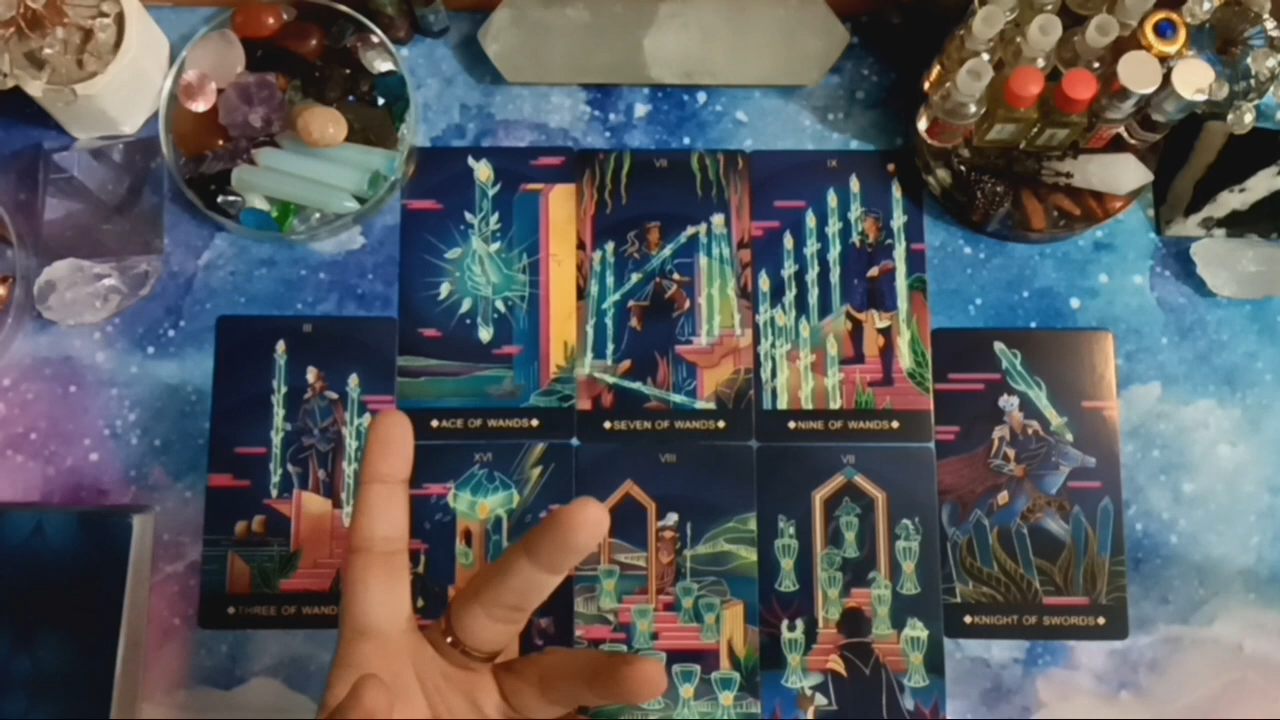 VII
IX
◆ACE OF WANDS◆
◆SEVEN OF WANDS◆
◆NINE OF WANDS◆
III
◆THREE OF WAND
XVI
VIII
VII
◆KNIGHT OF SWORDS◆